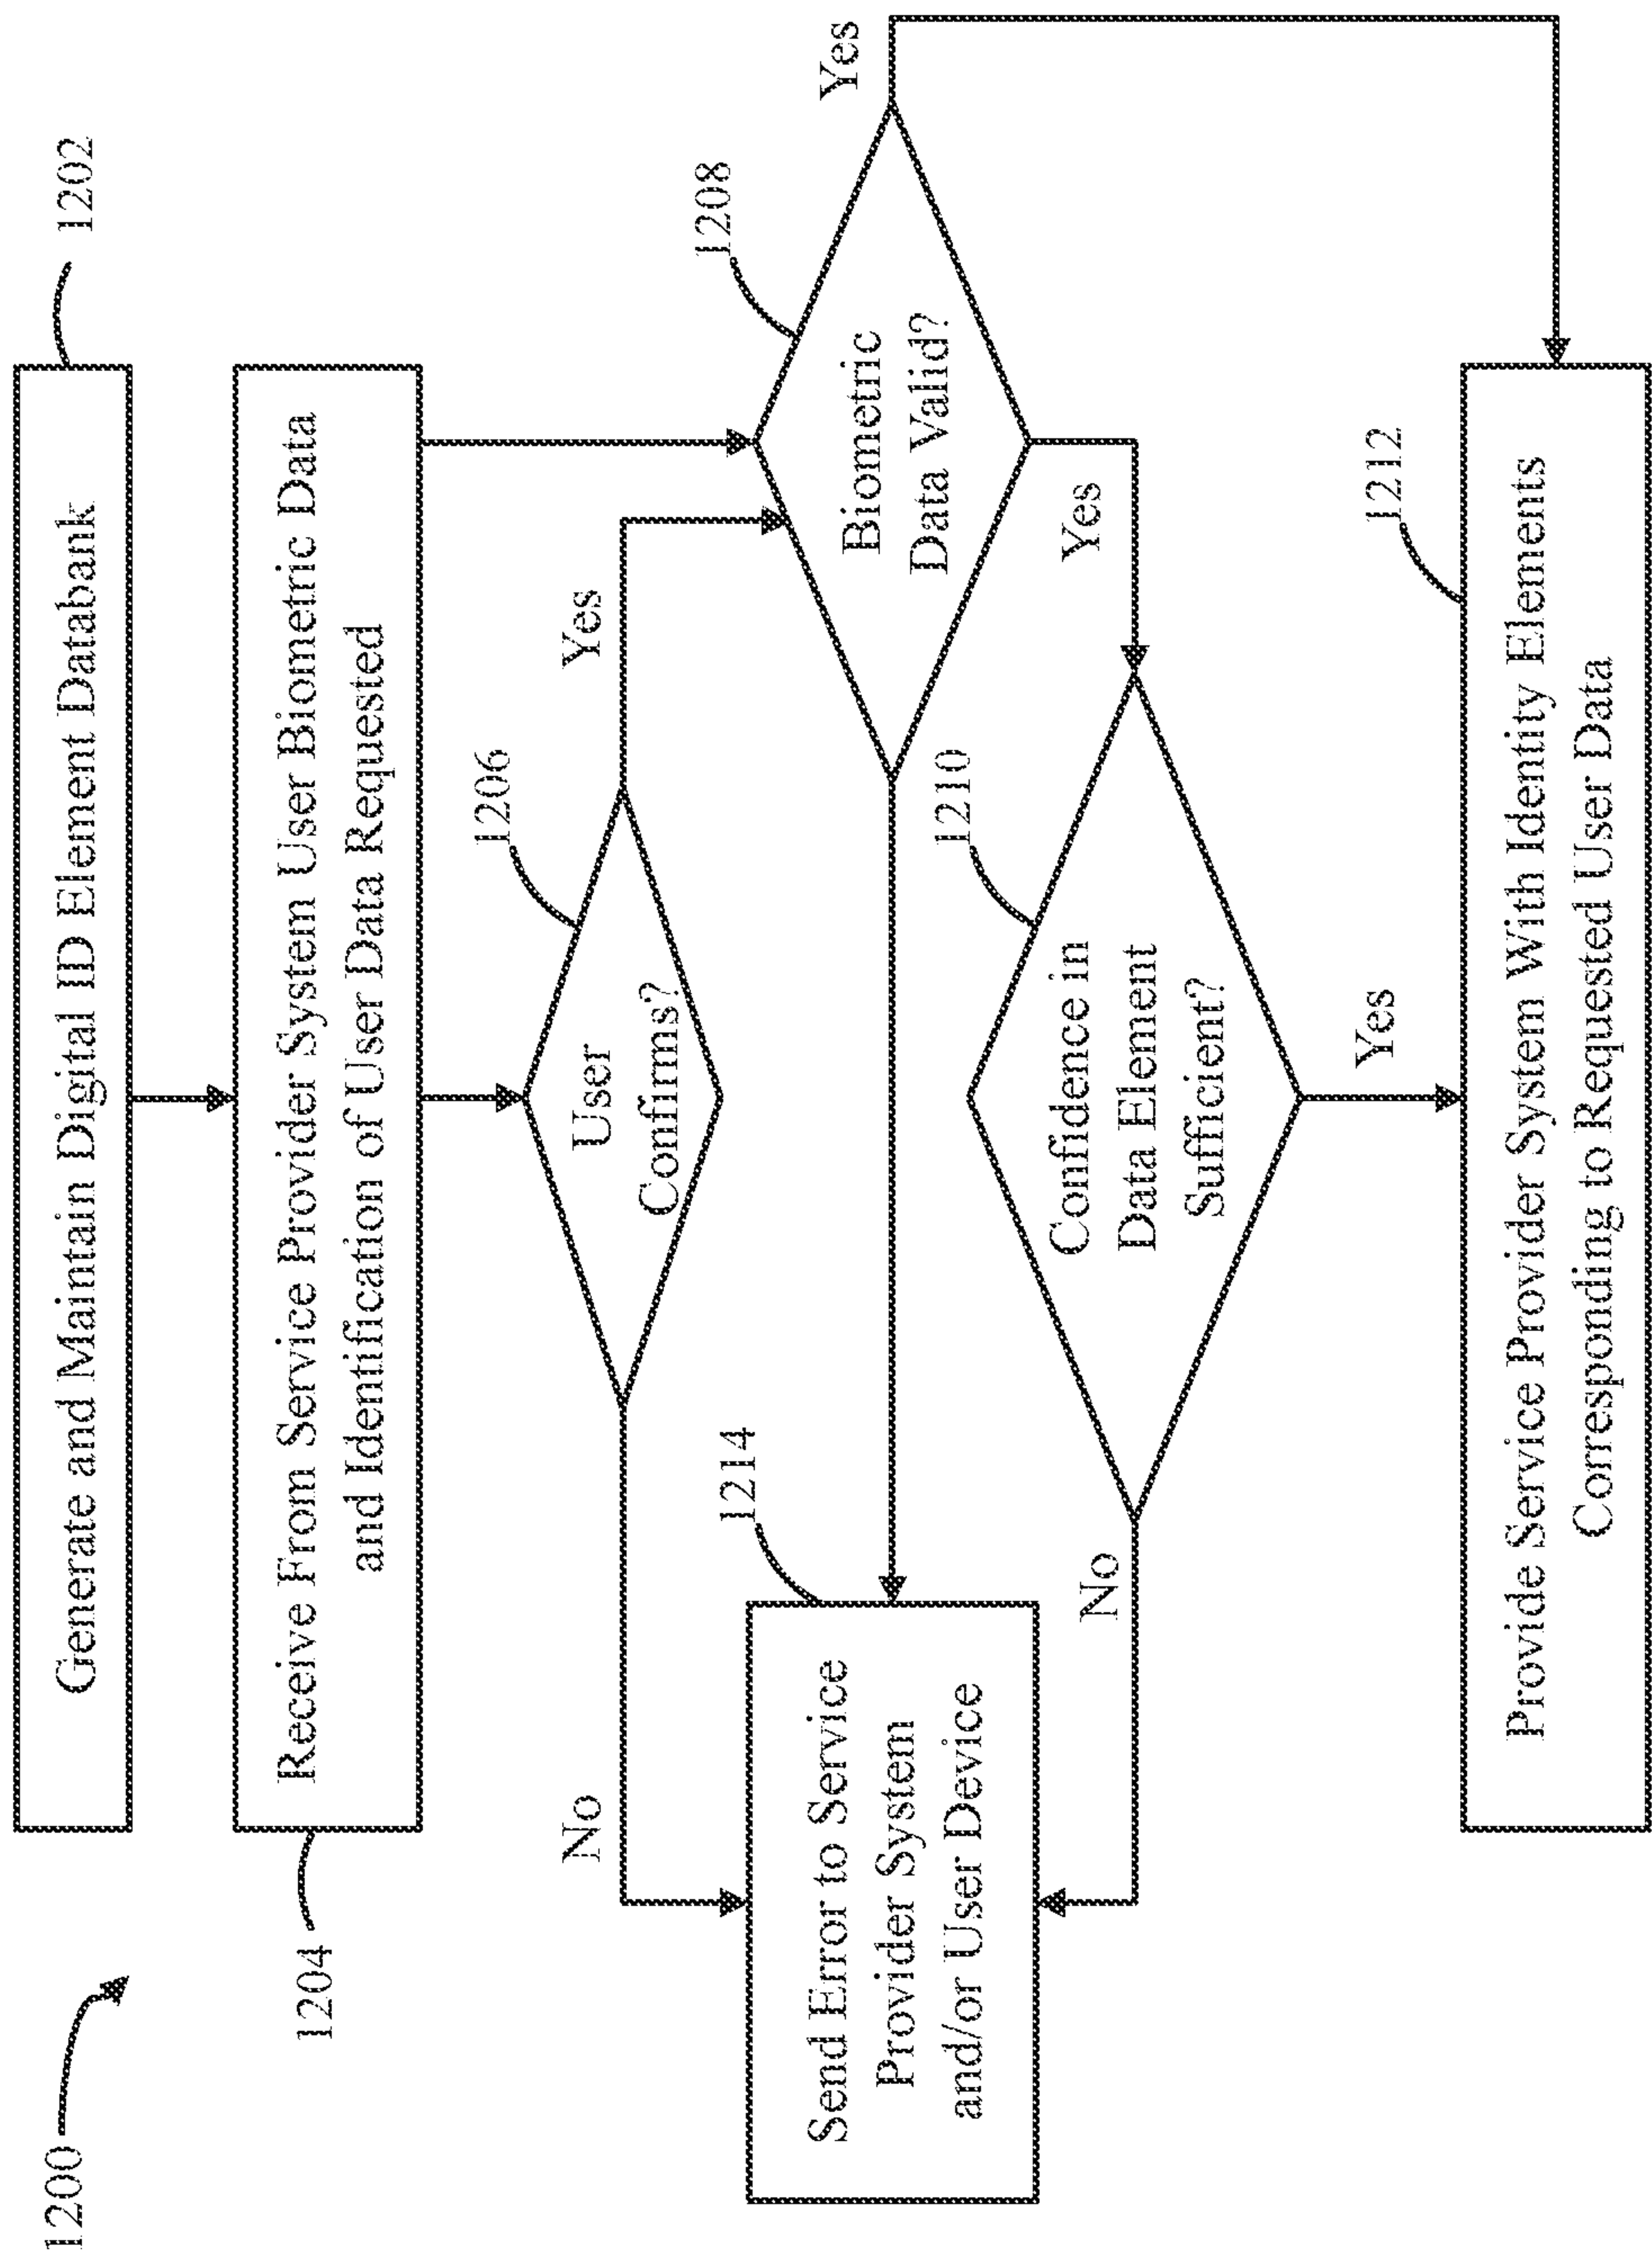 1200
Generate and Maintain Digital ID Element Databank
1202
Receive From Service Provider System User Biometric Data
and Identification of User Data Requested
1204
1206
User
Confirms?
No
Yes
1208
Biometric
Data Valid?
Yes
Yes
1214
Send Error to Service
Provider System
and/or User Device
1210
Confidence in
Data Element
Sufficient?
No
Yes
1212
Provide Service Provider System With Identity Elements
Corresponding to Requested User Data